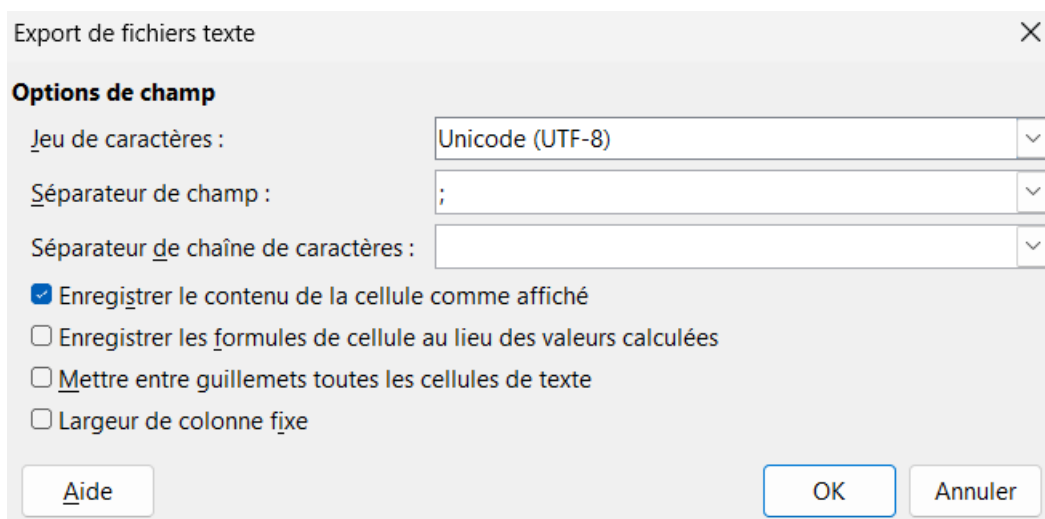 Export de fichiers texte
Options de champ
Jeu de caractères : Unicode (UTF-8)
Séparateur de champ : ;
Séparateur de chaîne de caractères :
Enregistrer le contenu de la cellule comme affiché
Enregistrer les formules de cellule au lieu des valeurs calculées
Mettre entre guillemets toutes les cellules de texte
Largeur de colonne fixe
Aide OK Annuler